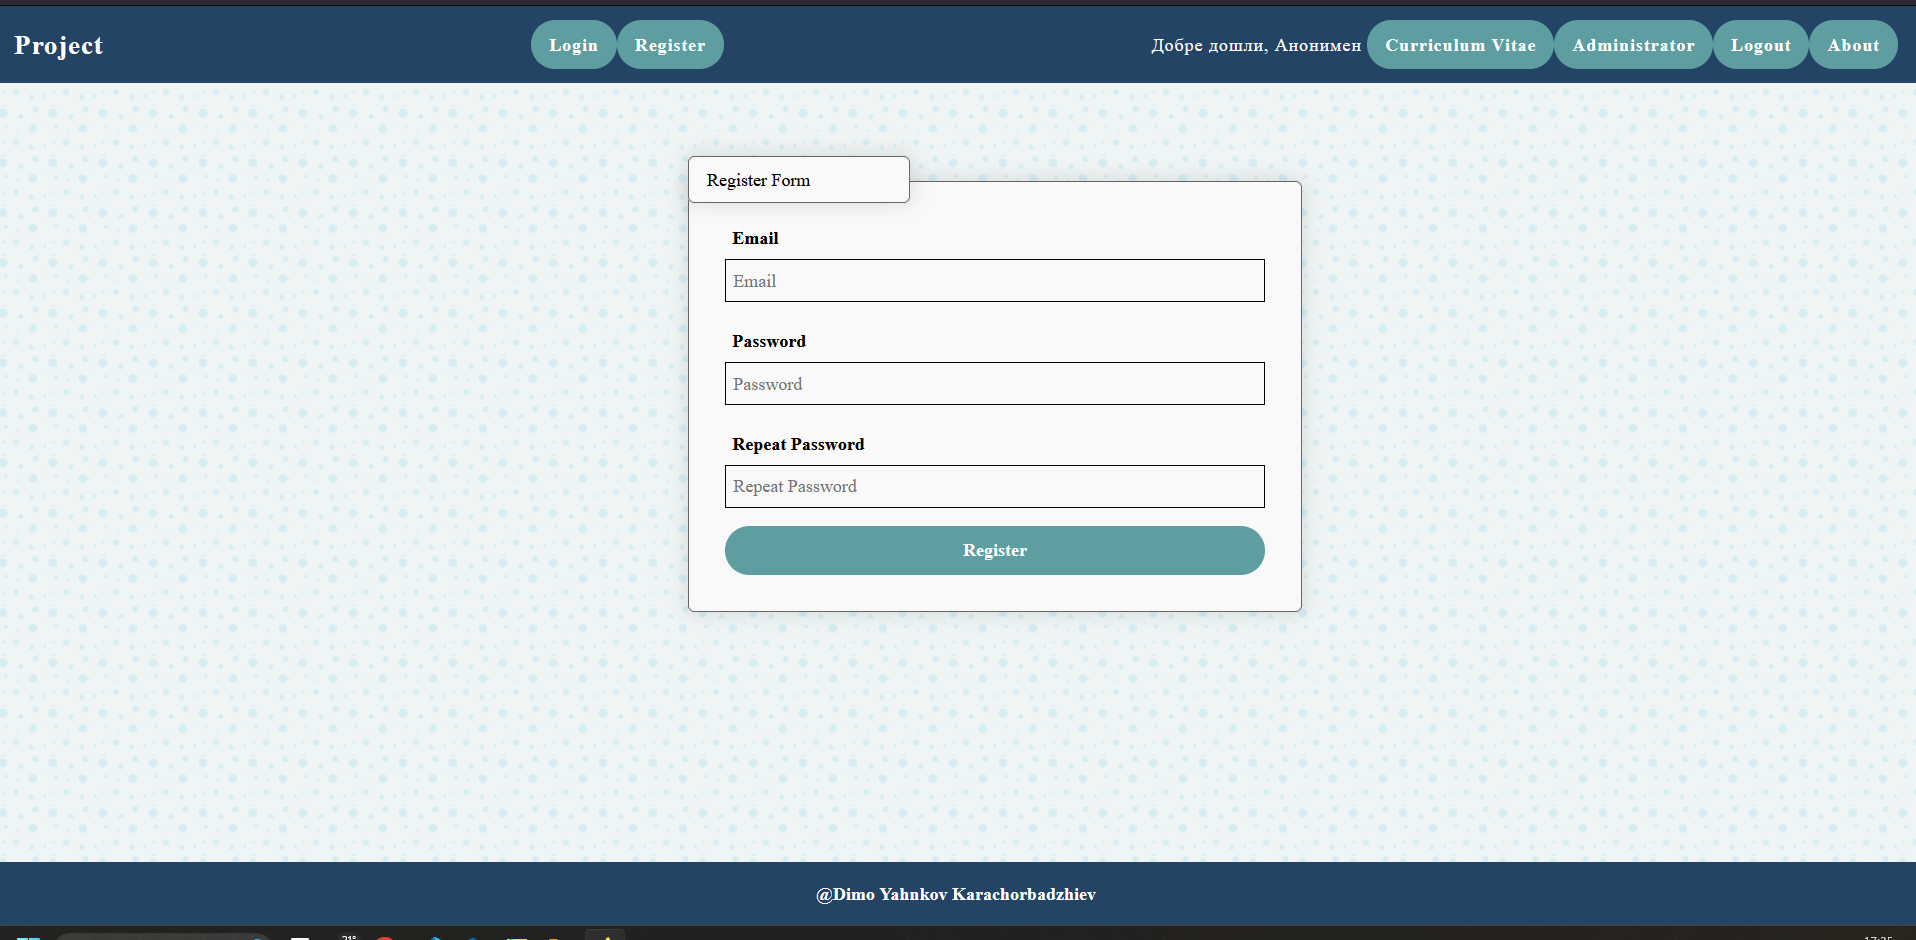 Project
Login Register
Добре дошли, Анонимен Curriculum Vitae Administrator Logout About
Register Form
Email
Email
Password
Password
Repeat Password
Repeat Password
Register
@Dimo Yahnkov Karachorbadzhiev